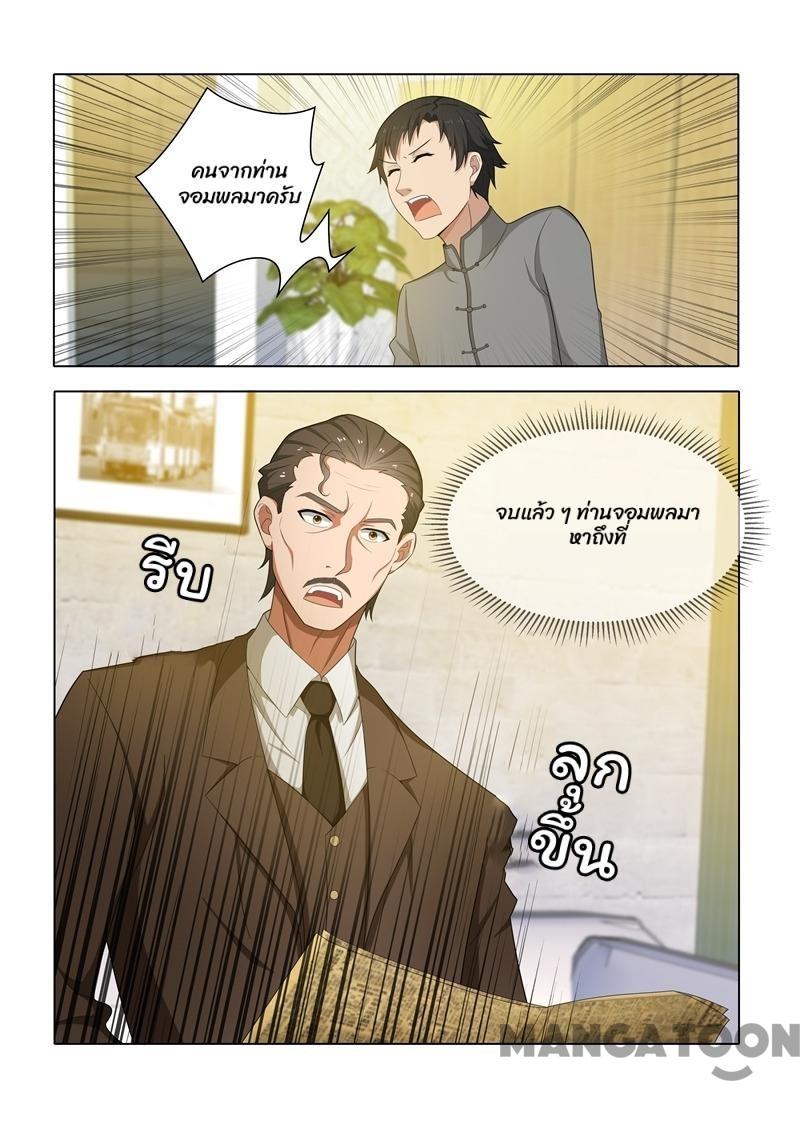 คนจากท่าน
จอมพลมาครับ
จบแล้ว ๆ ท่านจอมพลมา
หาถึงที่
รีบ
ลุก
ขึ้น
MANGATOON